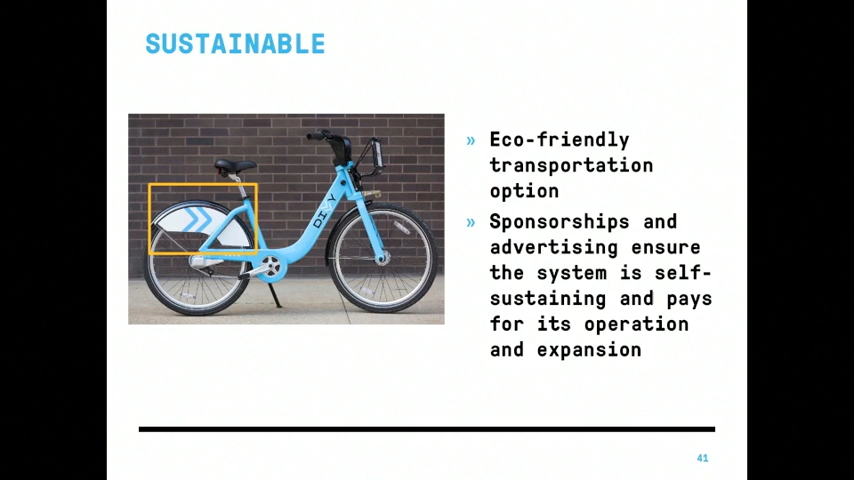 SUSTAINABLE
DIVVY
» Eco-friendly
transportation
option
» Sponsorships and
advertising ensure
the system is self-
sustaining and pays
for its operation
and expansion
41